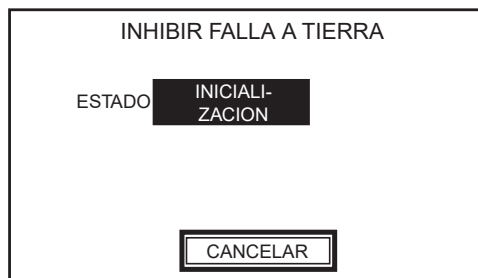 INHIBIR FALLA A TIERRA
ESTADO
INICIALI-
ZACION
CANCELAR